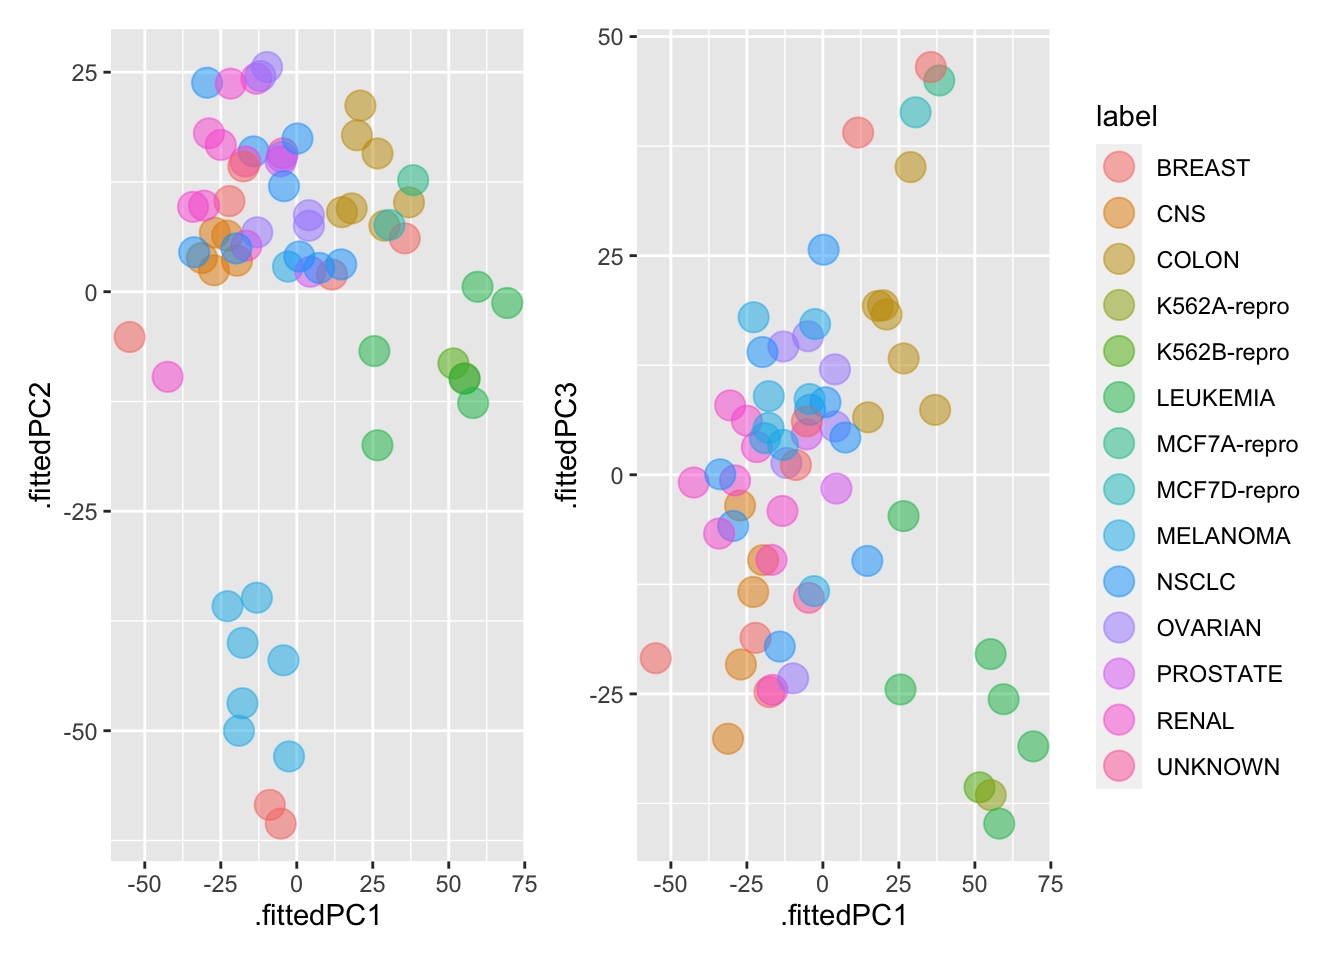 25
0
-25
-50
-50
-25
0
25
50
75
.fittedPC1
.fittedPC2
50
25
0
-25
-50
-25
0
25
50
75
.fittedPC1
.fittedPC3
label
BREAST
CNS
COLON
K562A-repro
K562B-repro
LEUKEMIA
MCF7A-repro
MCF7D-repro
MELANOMA
NSCLC
OVARIAN
PROSTATE
RENAL
UNKNOWN